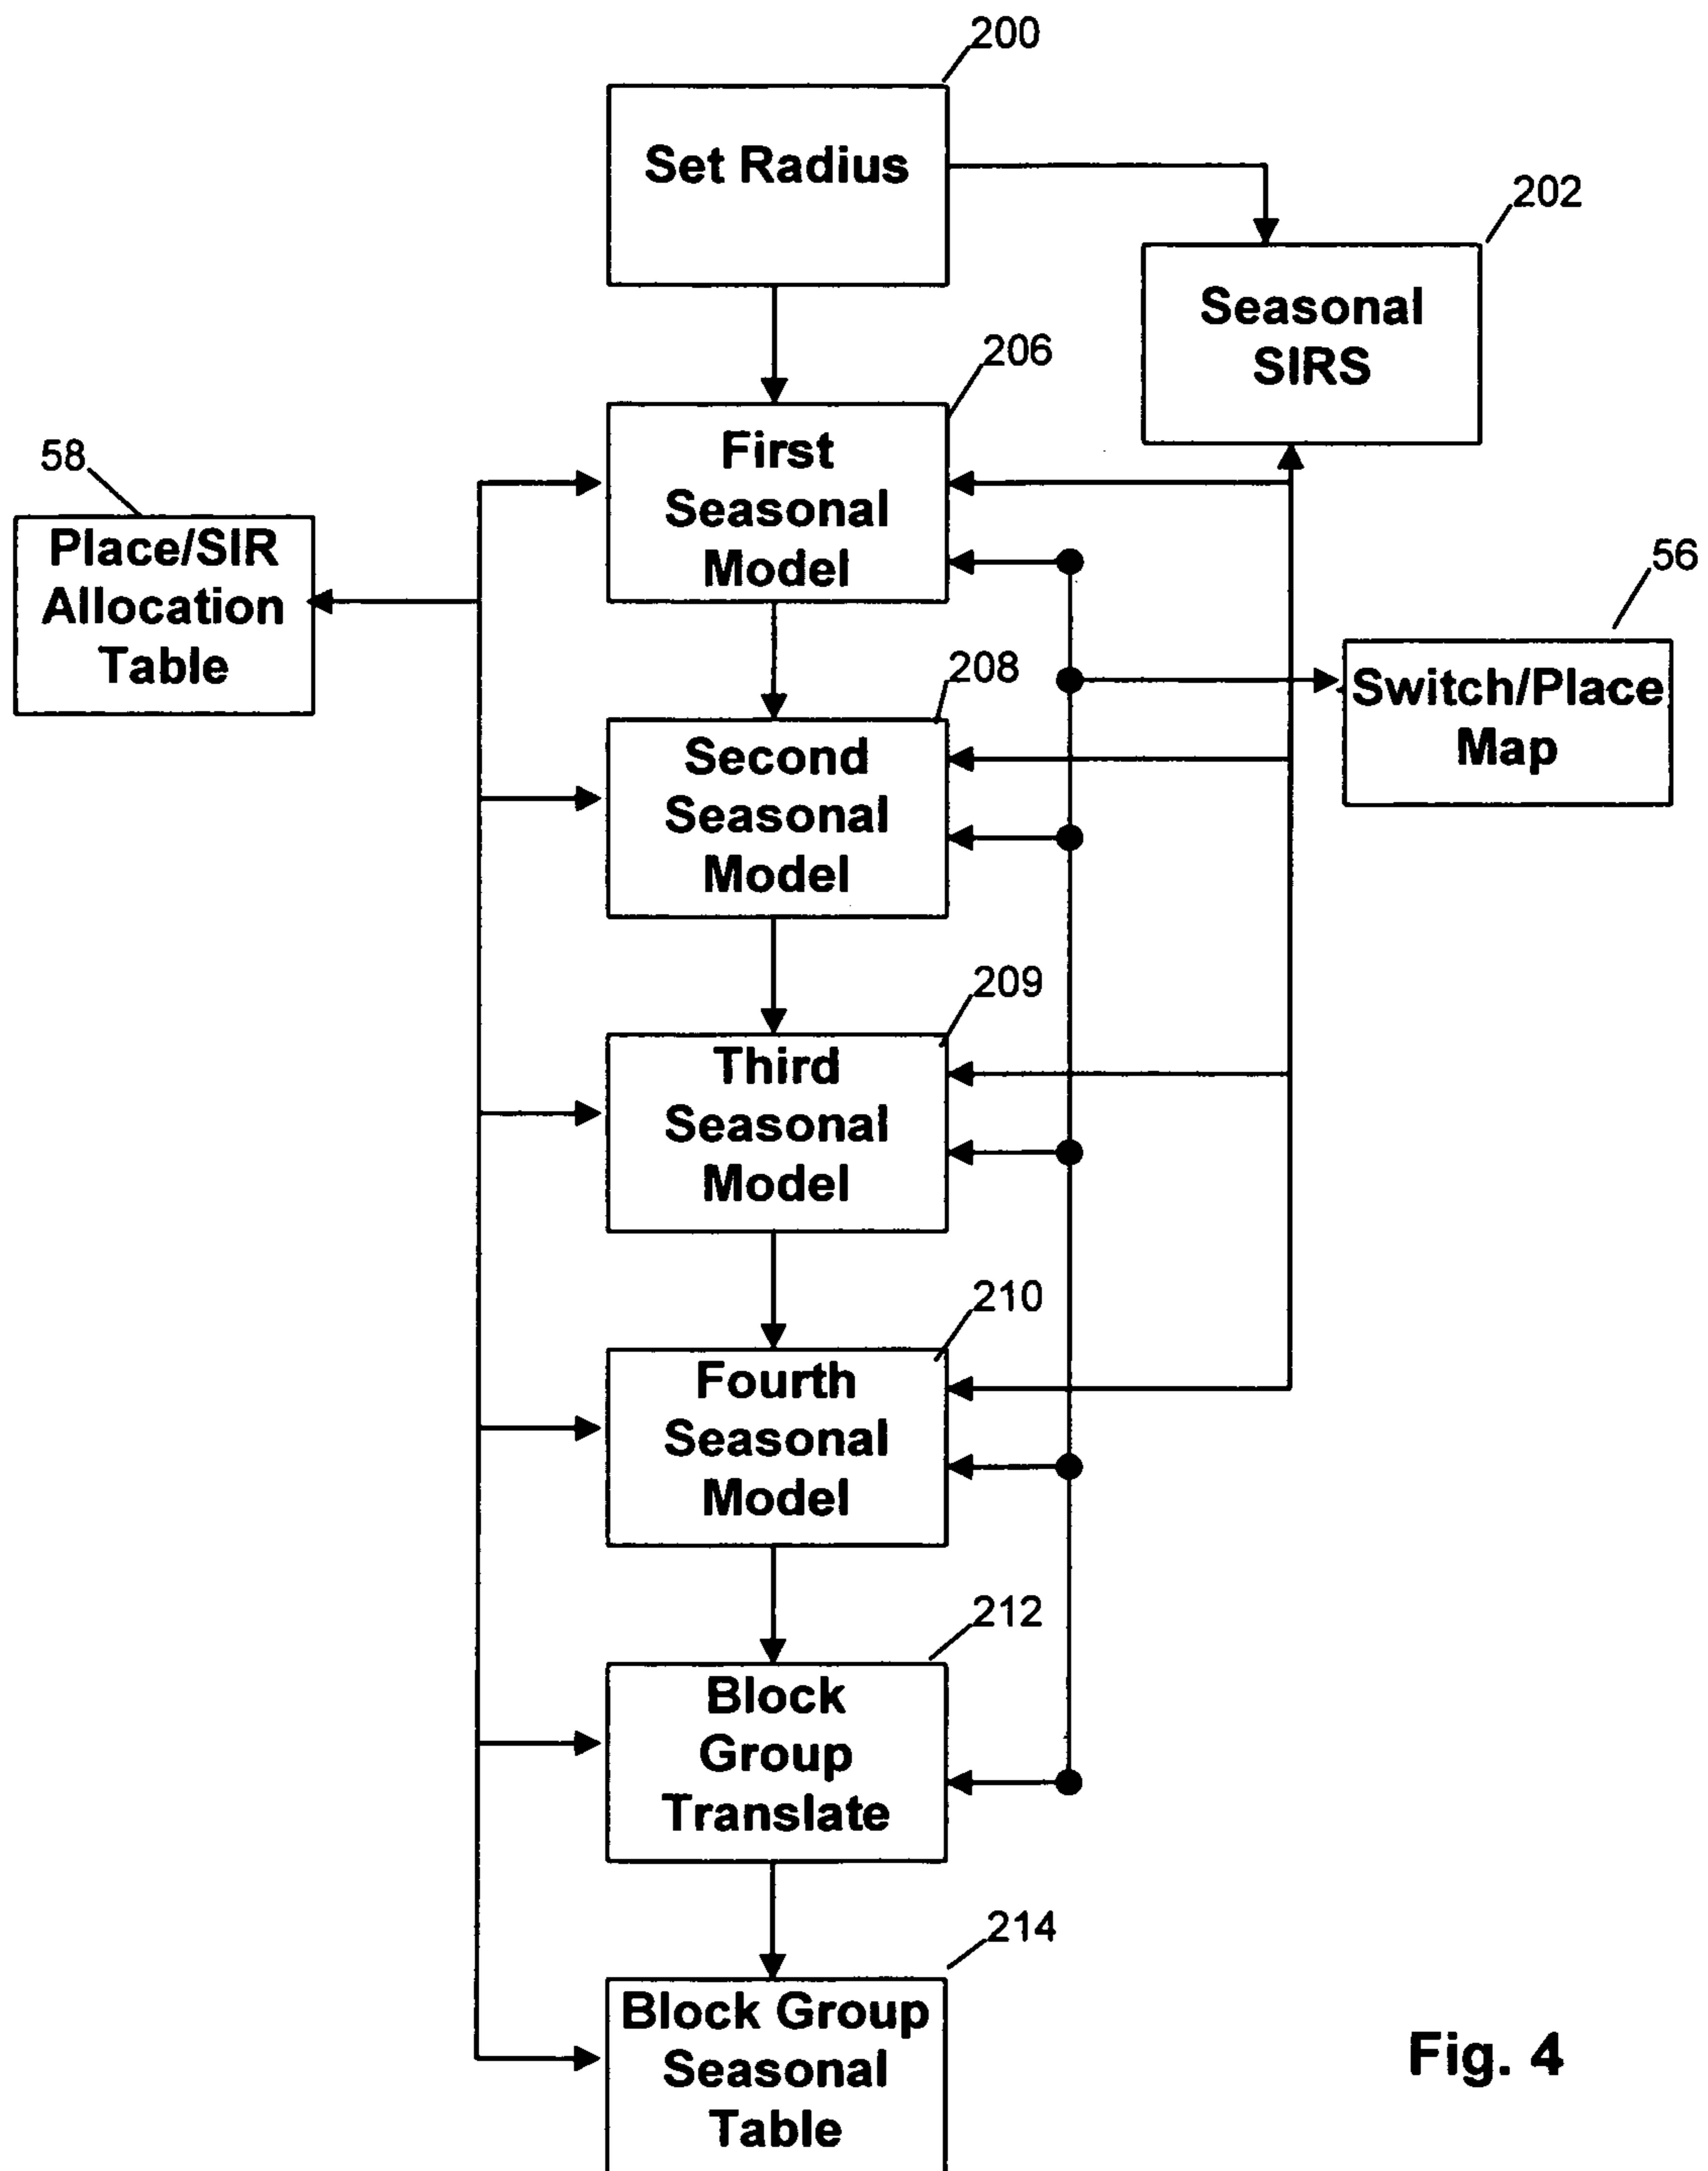 200
Set Radius
202
Seasonal
SIRS
206
First
Seasonal
Model
58
Place/SIR
Allocation
Table
56
Switch/Place
Map
208
Second
Seasonal
Model
209
Third
Seasonal
Model
210
Fourth
Seasonal
Model
212
Block
Group
Translate
214
Block Group
Seasonal
Table
Fig. 4